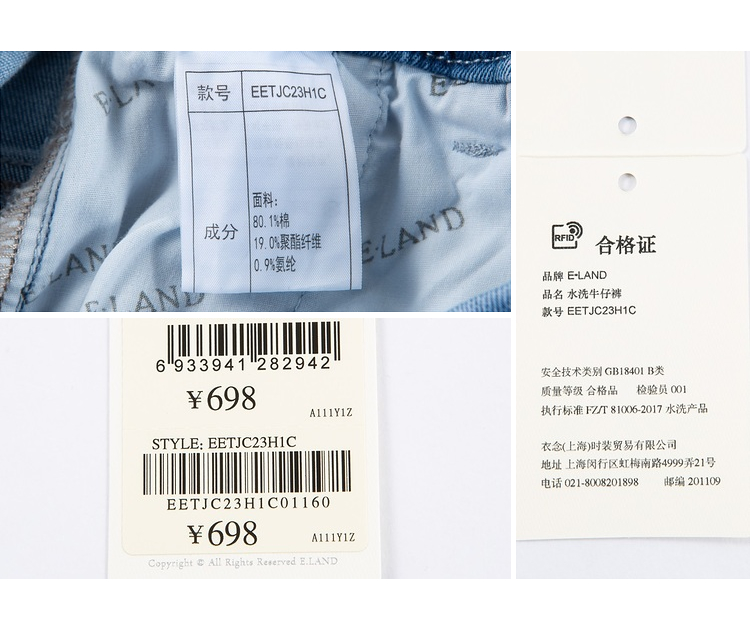 E·LAND
款号 EETJC23H1C
面料:
80.1%棉
成分 19.0%聚酯纤维
0.9%氨纶
E·LAND
E·LAND
6 933941 282942
¥698
A111Y1Z
STYLE: EETJC23H1C
EETJC23H1C01160
¥698
A111Y1Z
Copyright © All Rights Reserved E.LAND
RFID
合格证
品牌 E·LAND
品名 水洗牛仔裤
款号 EETJC23H1C
安全技术类别 GB18401 B类
质量等级 合格品 检验员 001
执行标准 FZ/T 81006-2017 水洗产品
衣念(上海)时装贸易有限公司
地址 上海闵行区虹梅南路4999弄21号
电话 021-8008201898 邮编 201109